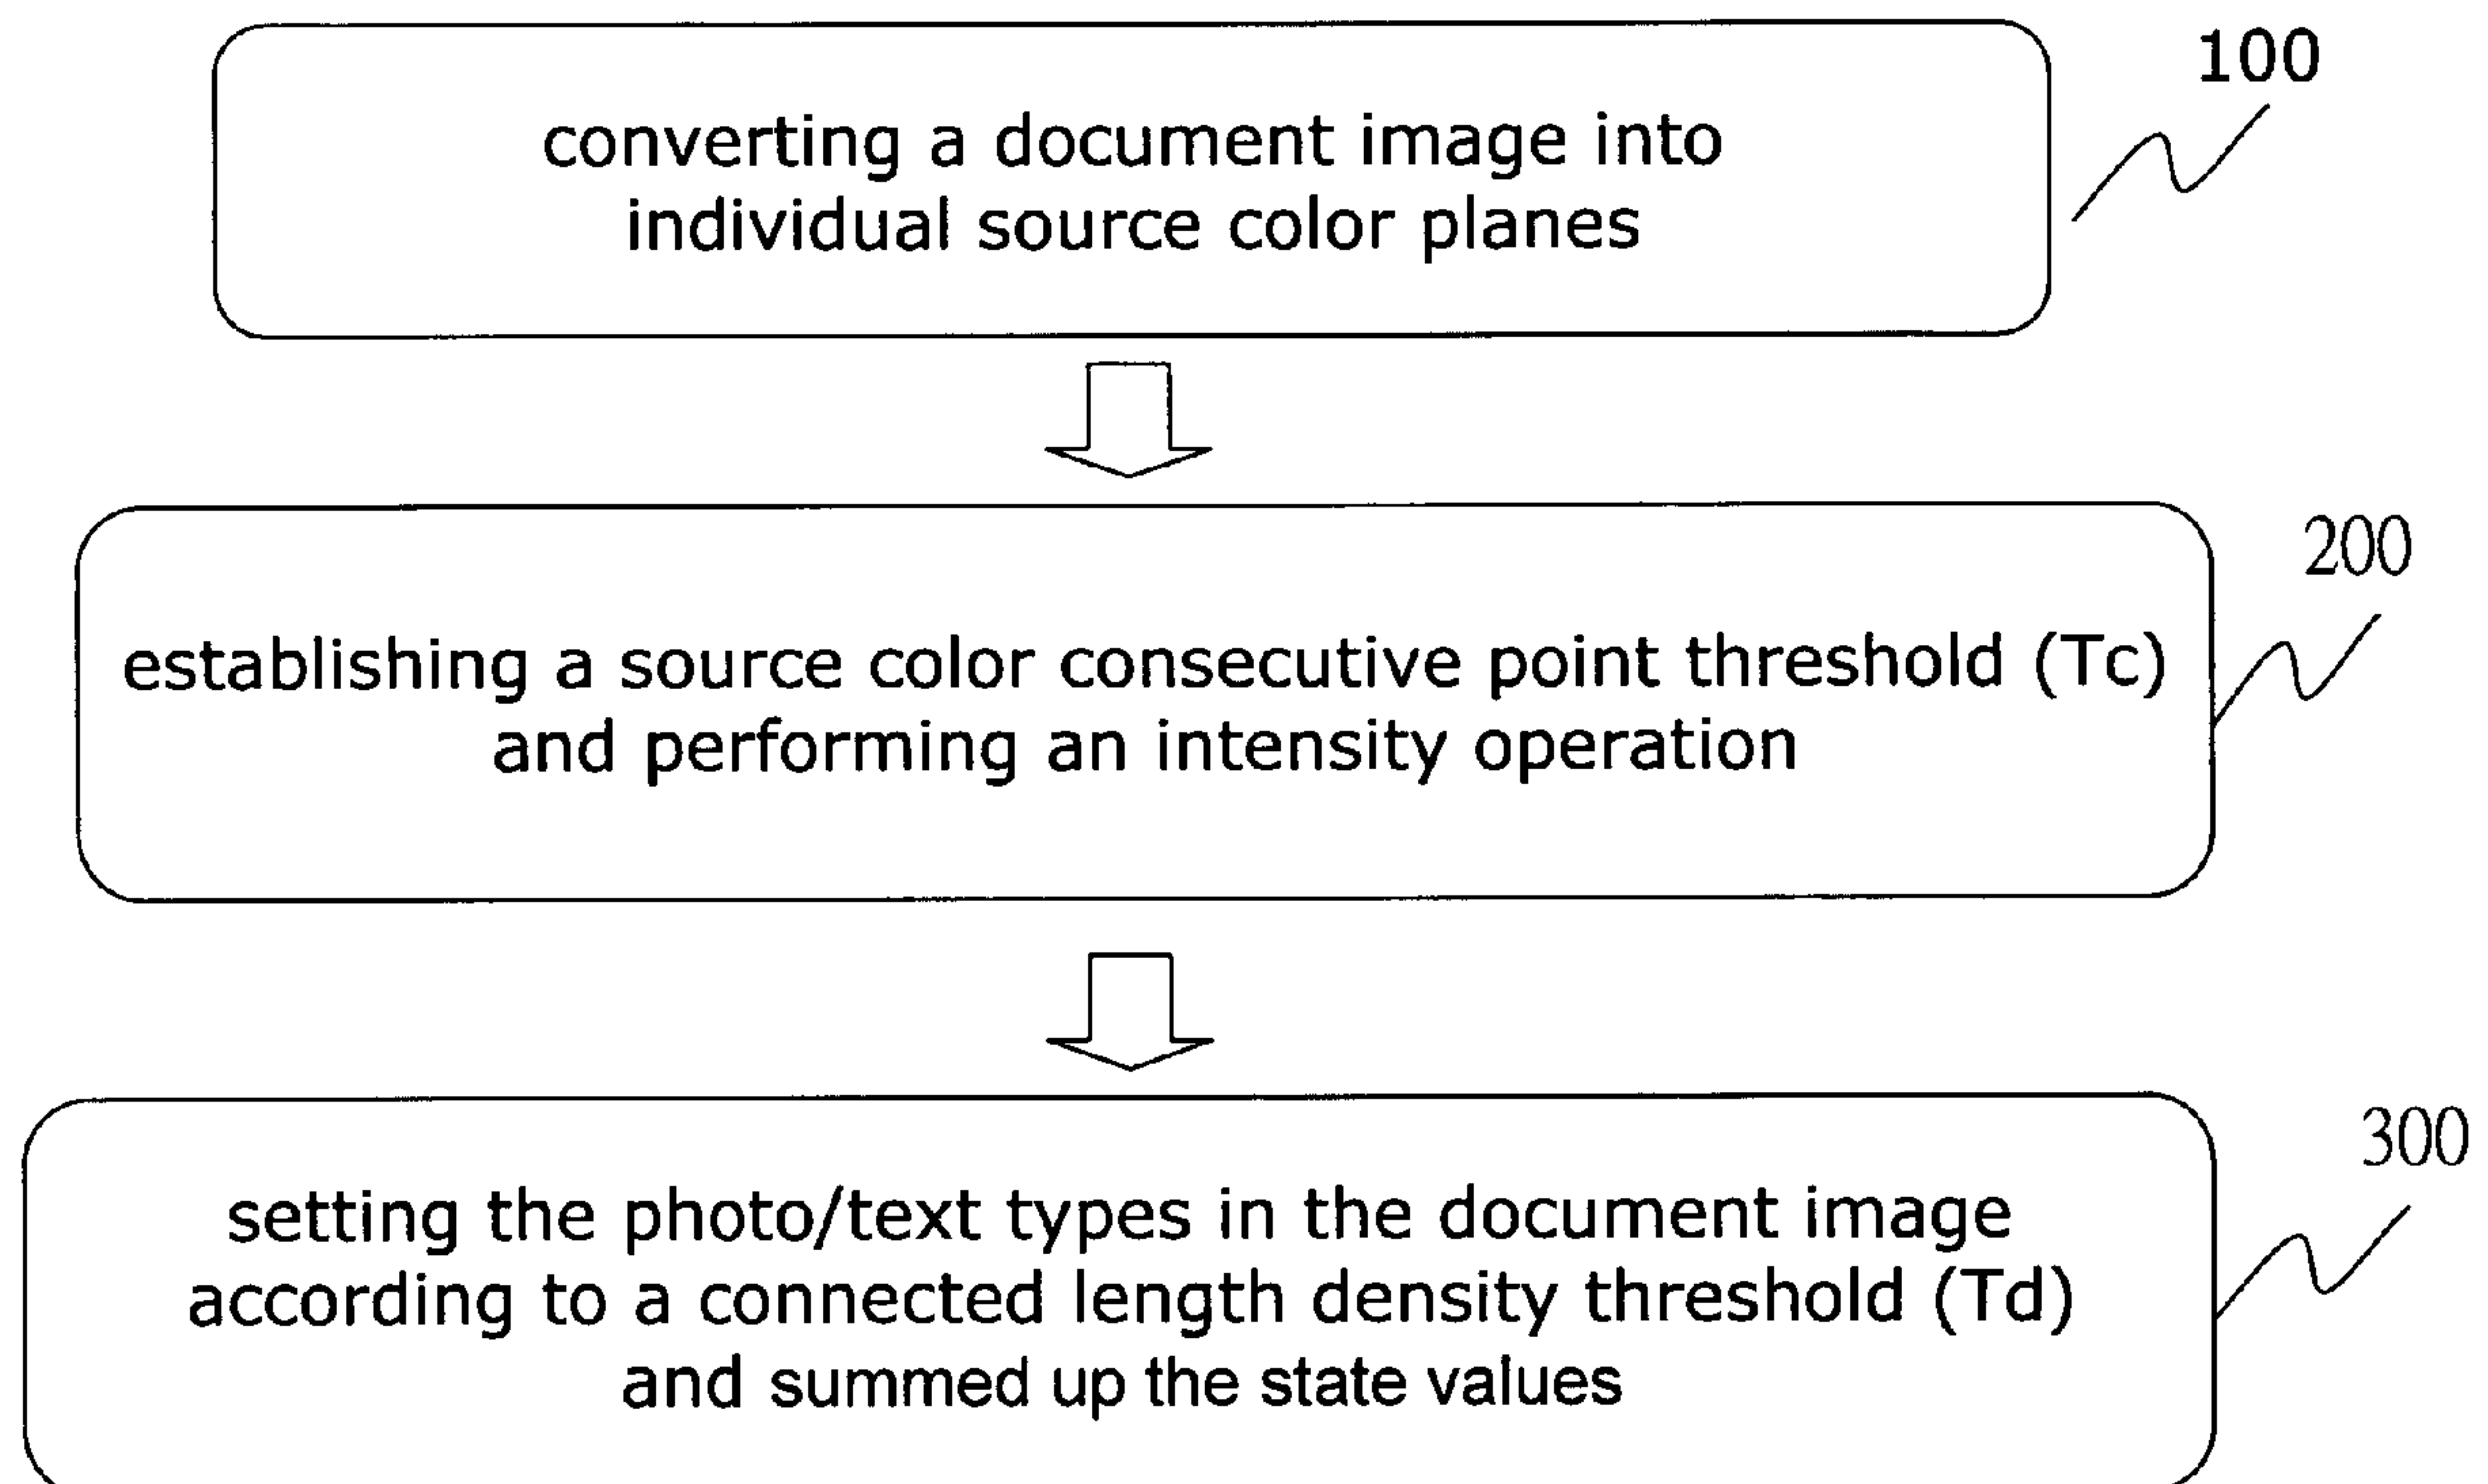 100
converting a document image into
individual source color planes
200
establishing a source color consecutive point threshold (Tc)
and performing an intensity operation
300
setting the photo/text types in the document image
according to a connected length density threshold (Td)
and summed up the state values